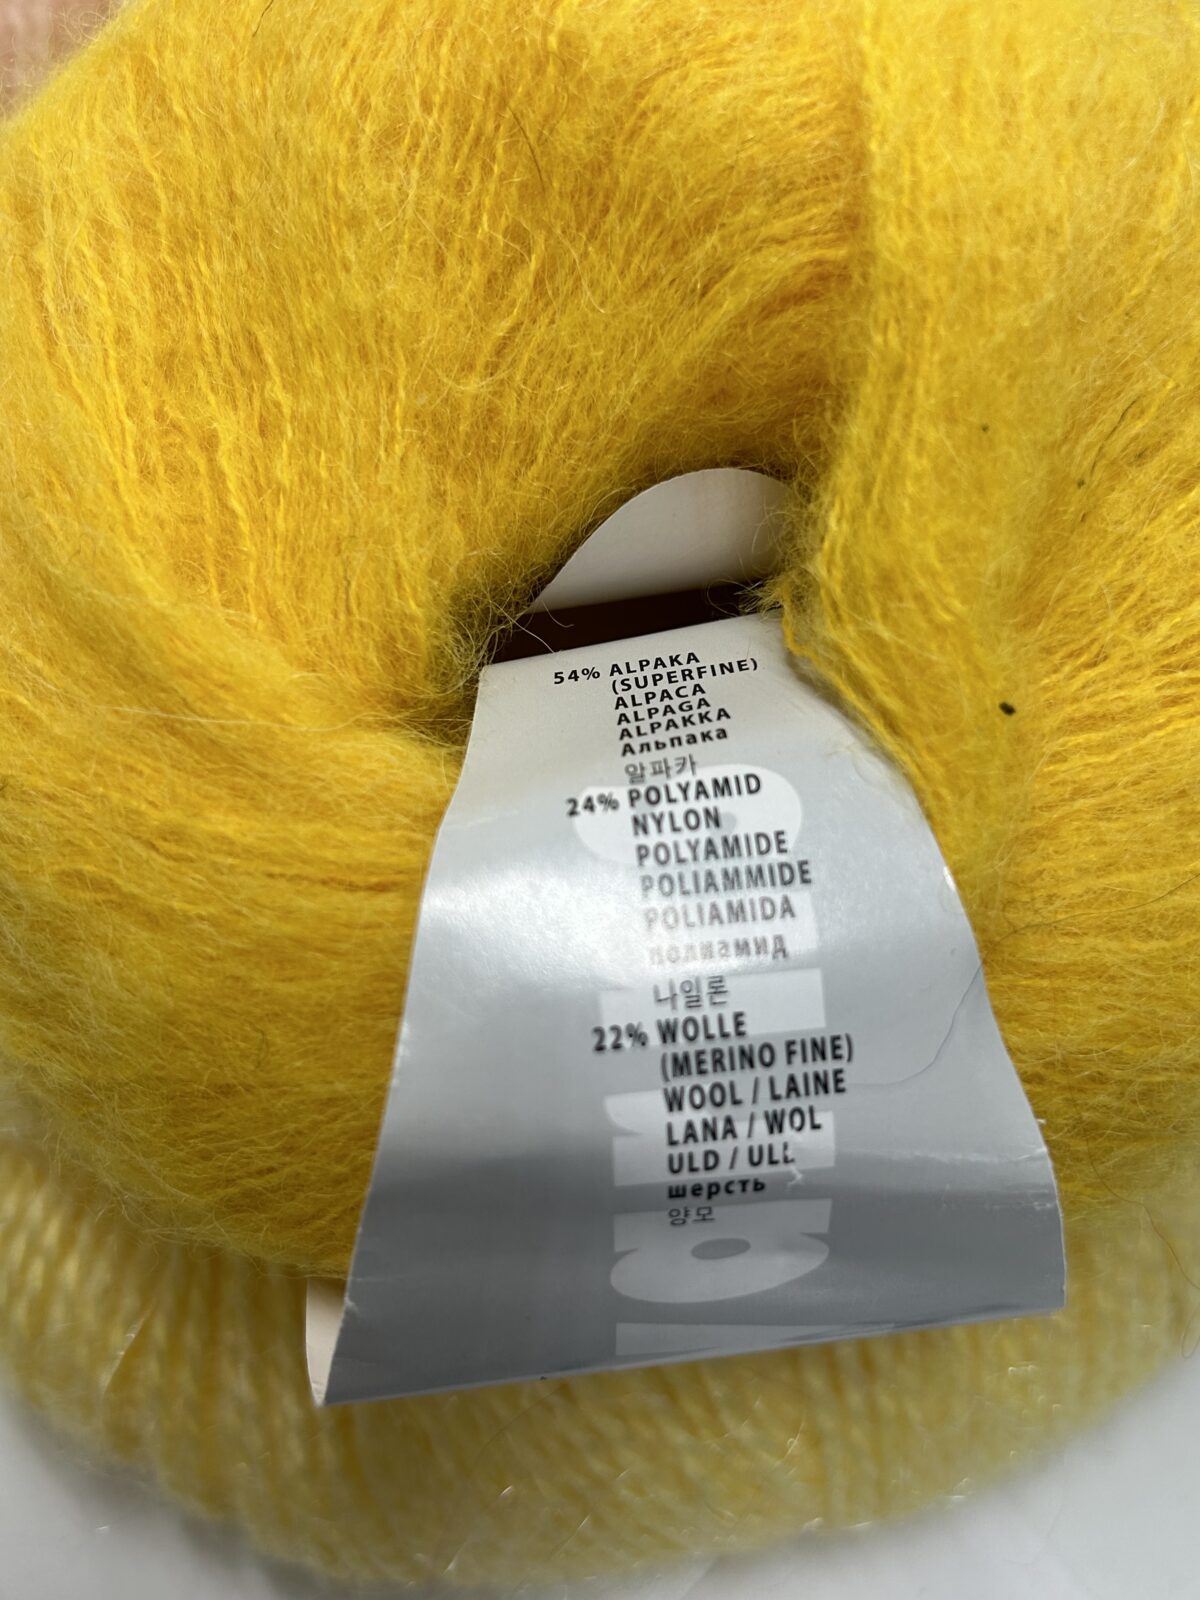 54% ALPAKA
(SUPERFINE)
ALPACA
ALPAGA
ALPAKKA
Альпака
알파카
24% POLYAMID
NYLON
POLYAMIDE
POLIAMMIDE
POLIAMIDA
полиамид
나일론
22% WOLLE
(MERINO FINE)
WOOL / LAINE
LANA / WOL
ULD / ULL
шерсть
양모